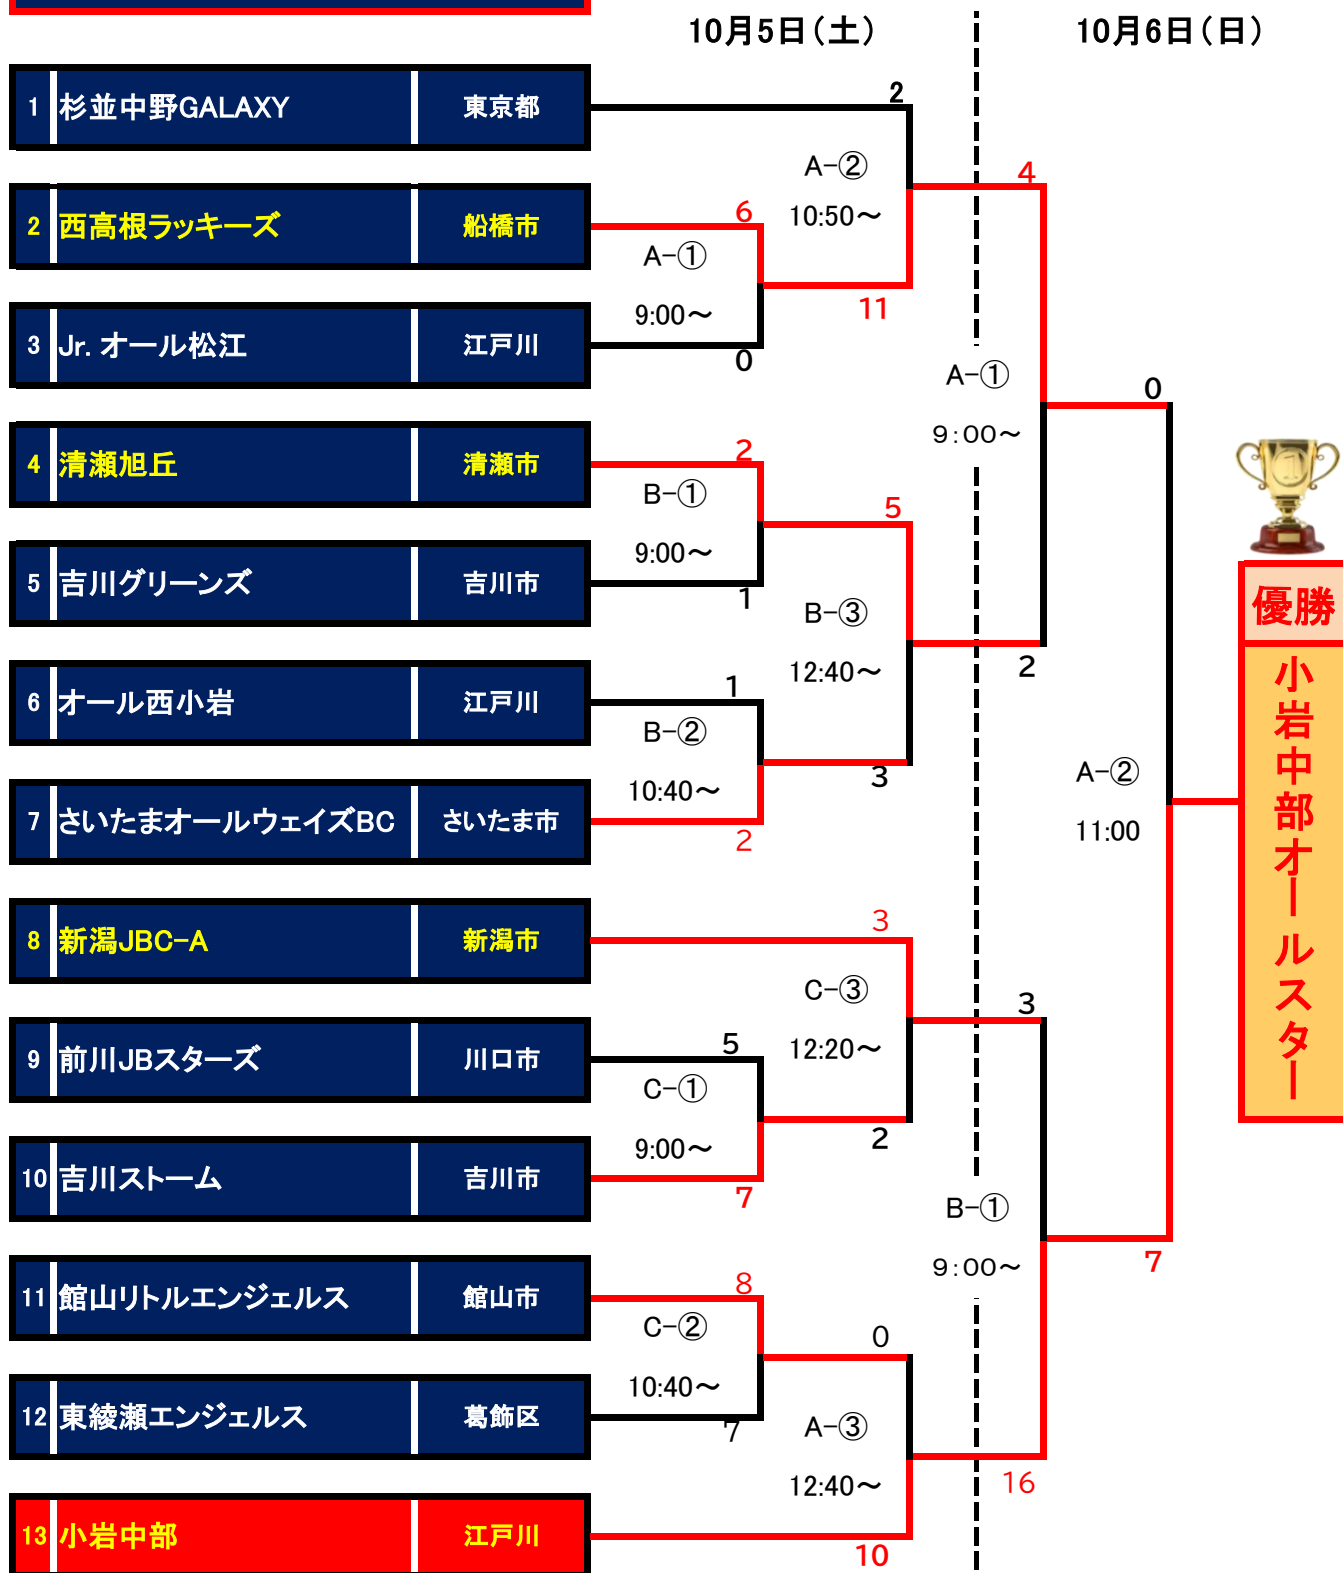 10月5日(土)
10月6日(日)
1 杉並中野GALAXY 東京都
2
A-②
10:50～
4
2 西高根ラッキーズ 船橋市
6
A-①
9:00～
11
3 Jr. オール松江 江戸川
0
A-①
9:00～
0
4 清瀬旭丘 清瀬市
2
B-①
9:00～
5
5 吉川グリーンズ 吉川市
1
B-③
12:40～
2
6 オール西小岩 江戸川
1
B-②
10:40～
3
7 さいたまオールウェイズBC さいたま市
2
A-②
11:00
優勝
小岩中部オールスター
8 新潟JBC-A 新潟市
3
C-③
12:20～
3
9 前川JBスターズ 川口市
5
C-①
9:00～
2
10 吉川ストーム 吉川市
7
B-①
9:00～
7
11 館山リトルエンジェルス 館山市
8
C-②
10:40～
0
12 東綾瀬エンジェルス 葛飾区
7
A-③
12:40～
16
13 小岩中部 江戸川
10